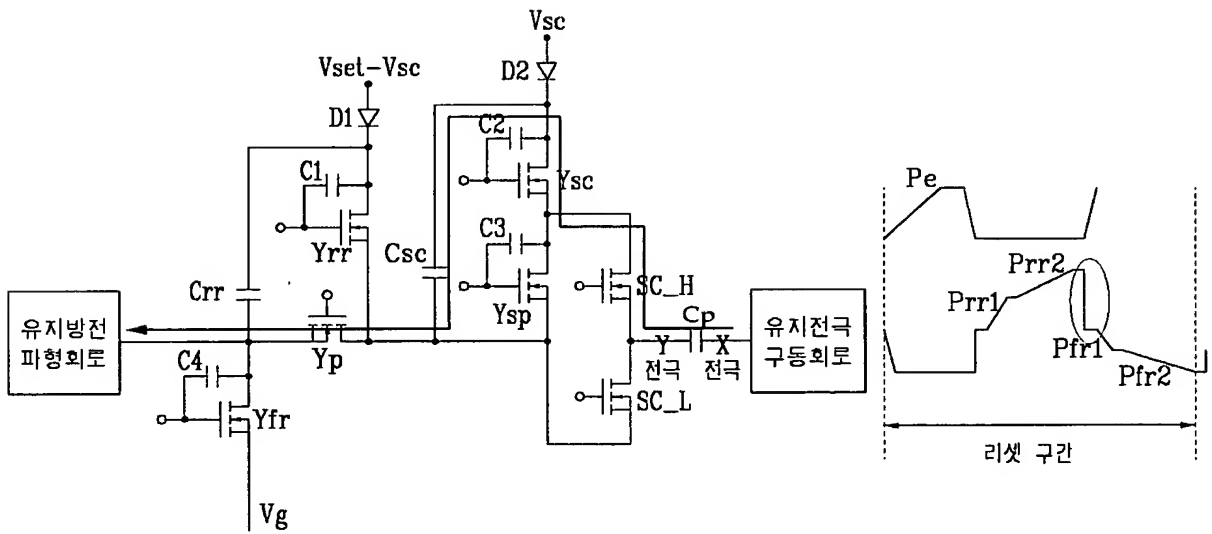 Vsc
Vset-Vsc
D2
D1
C2
C1
Ysc
C3
Yrr
Csc
Crr
SC_H
Ysp
Cp
유지방전
파형회로
Yp
Y
전극
X
전극
유지전극
구동회로
C4
Yfr
SC_L
Vg
Pe
Prr2
Prr1
Pfr1
Pfr2
리셋 구간